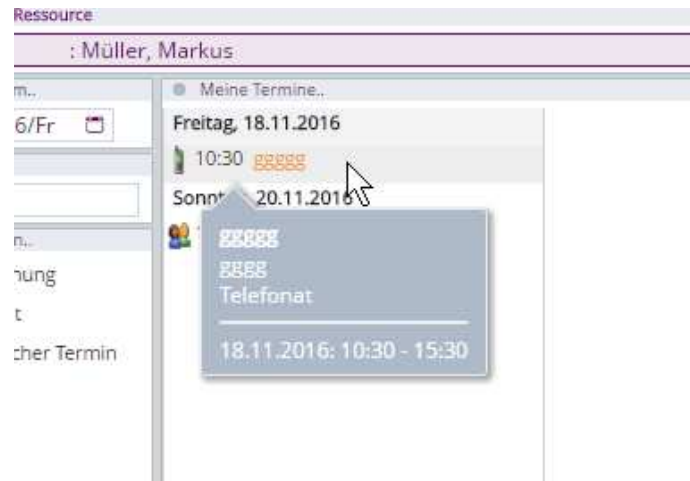 Ressource
: Müller, Markus
m..
Meine Termine..
6/Fr
Freitag, 18.11.2016
10:30 ggggg
20.11.2016
n..
ggggg
gggg
Telefonat
18.11.2016: 10:30 - 15:30
nung
t
cher Termin